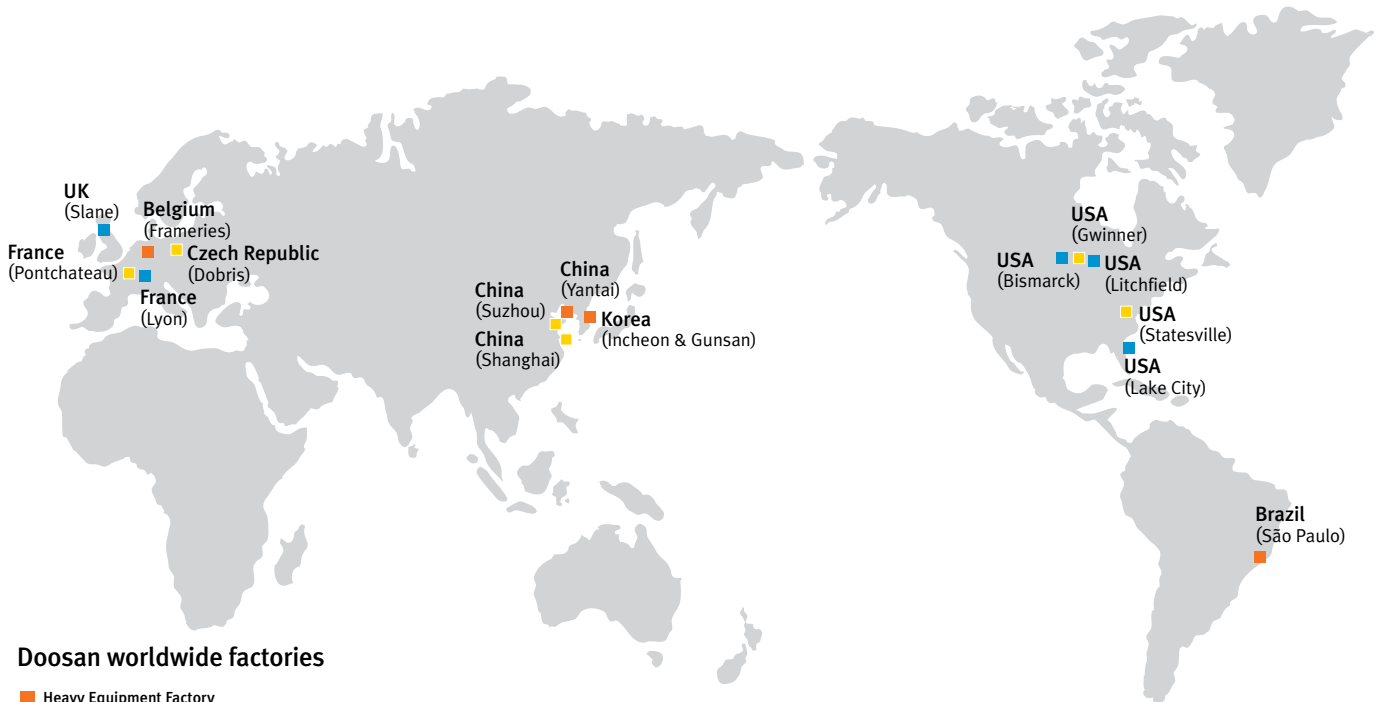 UK
(Slane)
Belgium
(Frameries)
France
(Pontchateau)
Czech Republic
(Dobris)
France
(Lyon)
China
(Yantai)
China
(Suzhou)
Korea
(Incheon & Gunsan)
China
(Shanghai)
USA
(Gwinner)
USA
(Bismarck)
USA
(Litchfield)
USA
(Statesville)
USA
(Lake City)
Brazil
(São Paulo)
Doosan worldwide factories
Heavy Equipment Factory